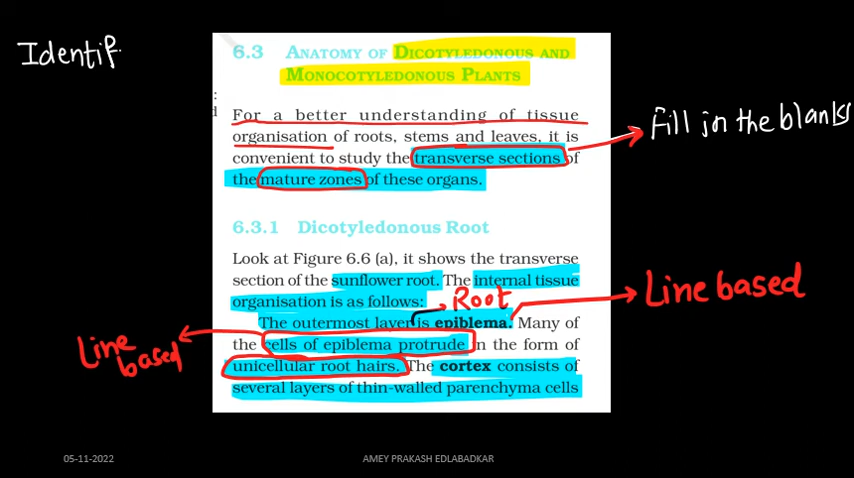 Identif
6.3 ANATOMY OF DICOTYLEDONOUS AND
MONOCOTYLEDONOUS PLANTS
:
d
For a better understanding of tissue
organisation of roots, stems and leaves, it is
convenient to study the transverse sections of
the mature zones of these organs.
Fill in the blanks
6.3.1 Dicotyledonous Root
Look at Figure 6.6 (a), it shows the transverse
section of the sunflower root. The internal tissue
organisation is as follows:
Root
Line based
The outermost layer is epiblema. Many of
the cells of epiblema protrude in the form of
unicellular root hairs. The cortex consists of
several layers of thin-walled parenchyma cells
Line
based
05-11-2022
AMEY PRAKASH EDLABADKAR